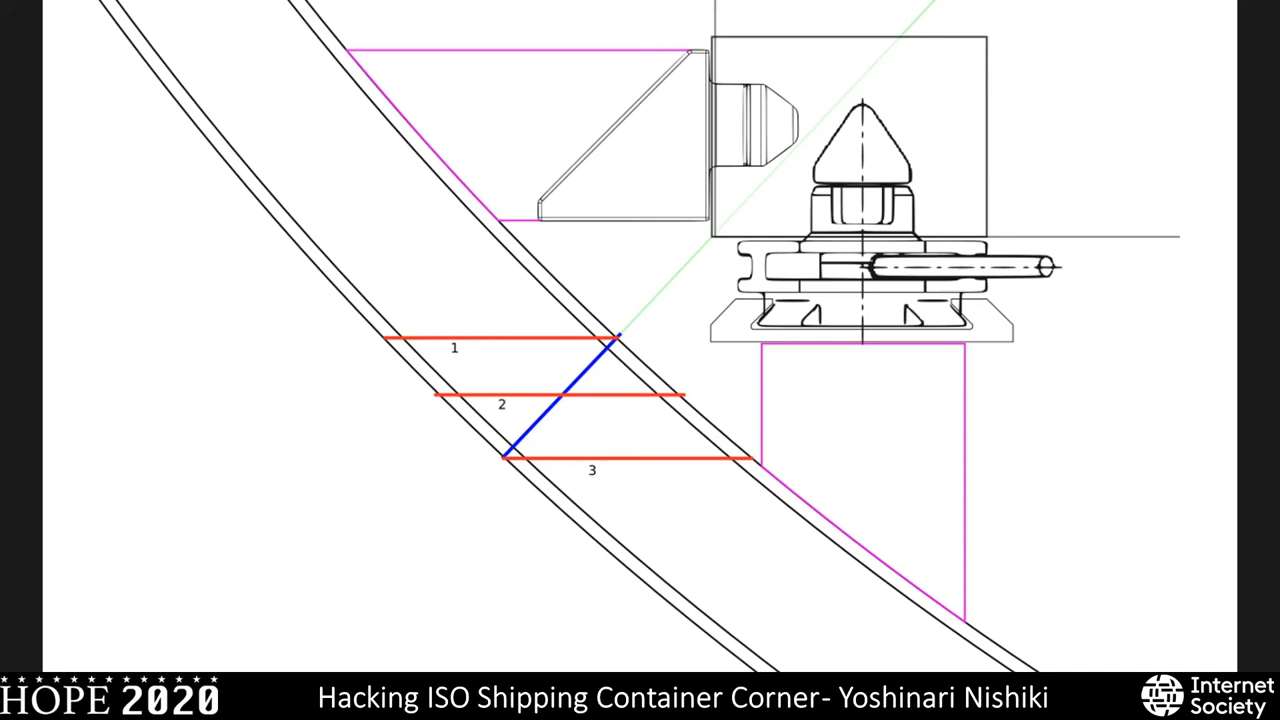 1
2
3
HOPE 2020
Hacking ISO Shipping Container Corner- Yoshinari Nishiki
Internet
Society